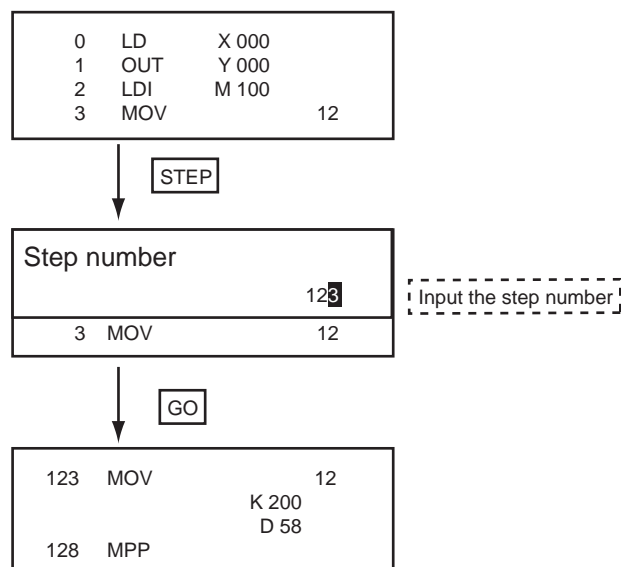 0 LD X 000
1 OUT Y 000
2 LDI M 100
3 MOV 12
STEP
Step number
123
Input the step number
3 MOV 12
GO
123 MOV 12
K 200
D 58
128 MPP